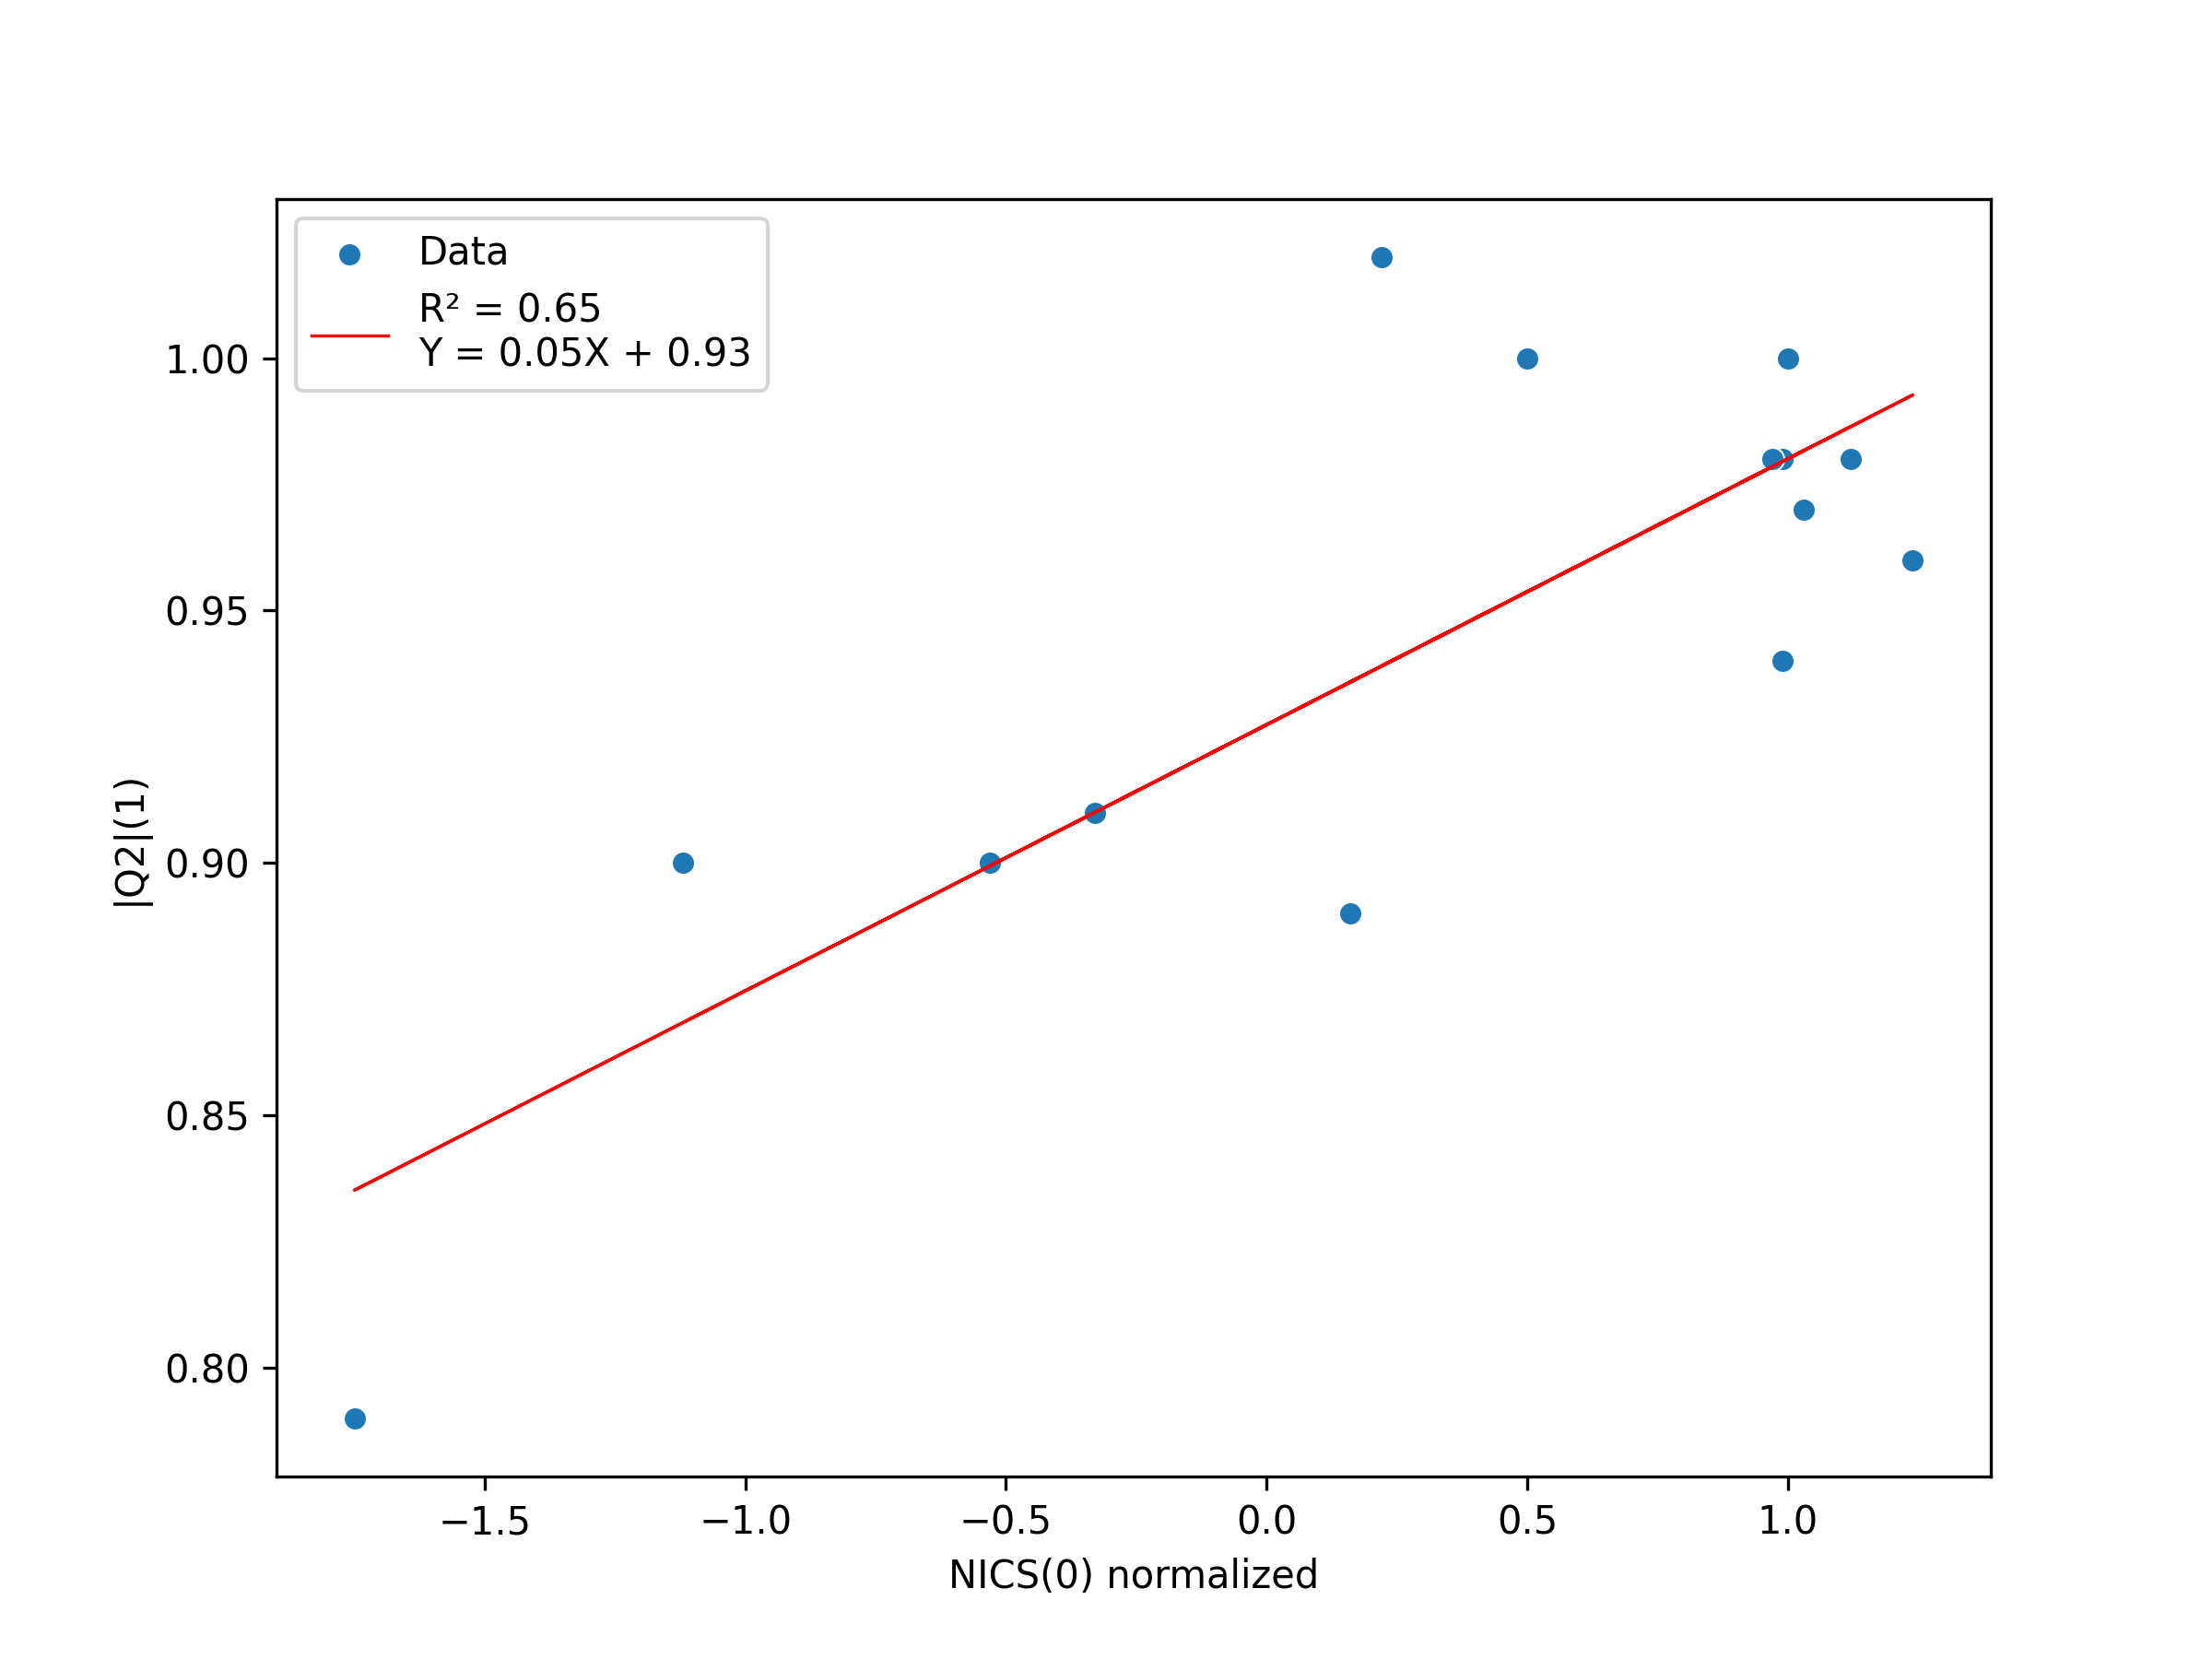 Data
R² = 0.65
Y = 0.05X + 0.93
1.00
0.95
0.90
0.85
0.80
|Q2|(1)
−1.5 −1.0 −0.5 0.0 0.5 1.0
NICS(0) normalized